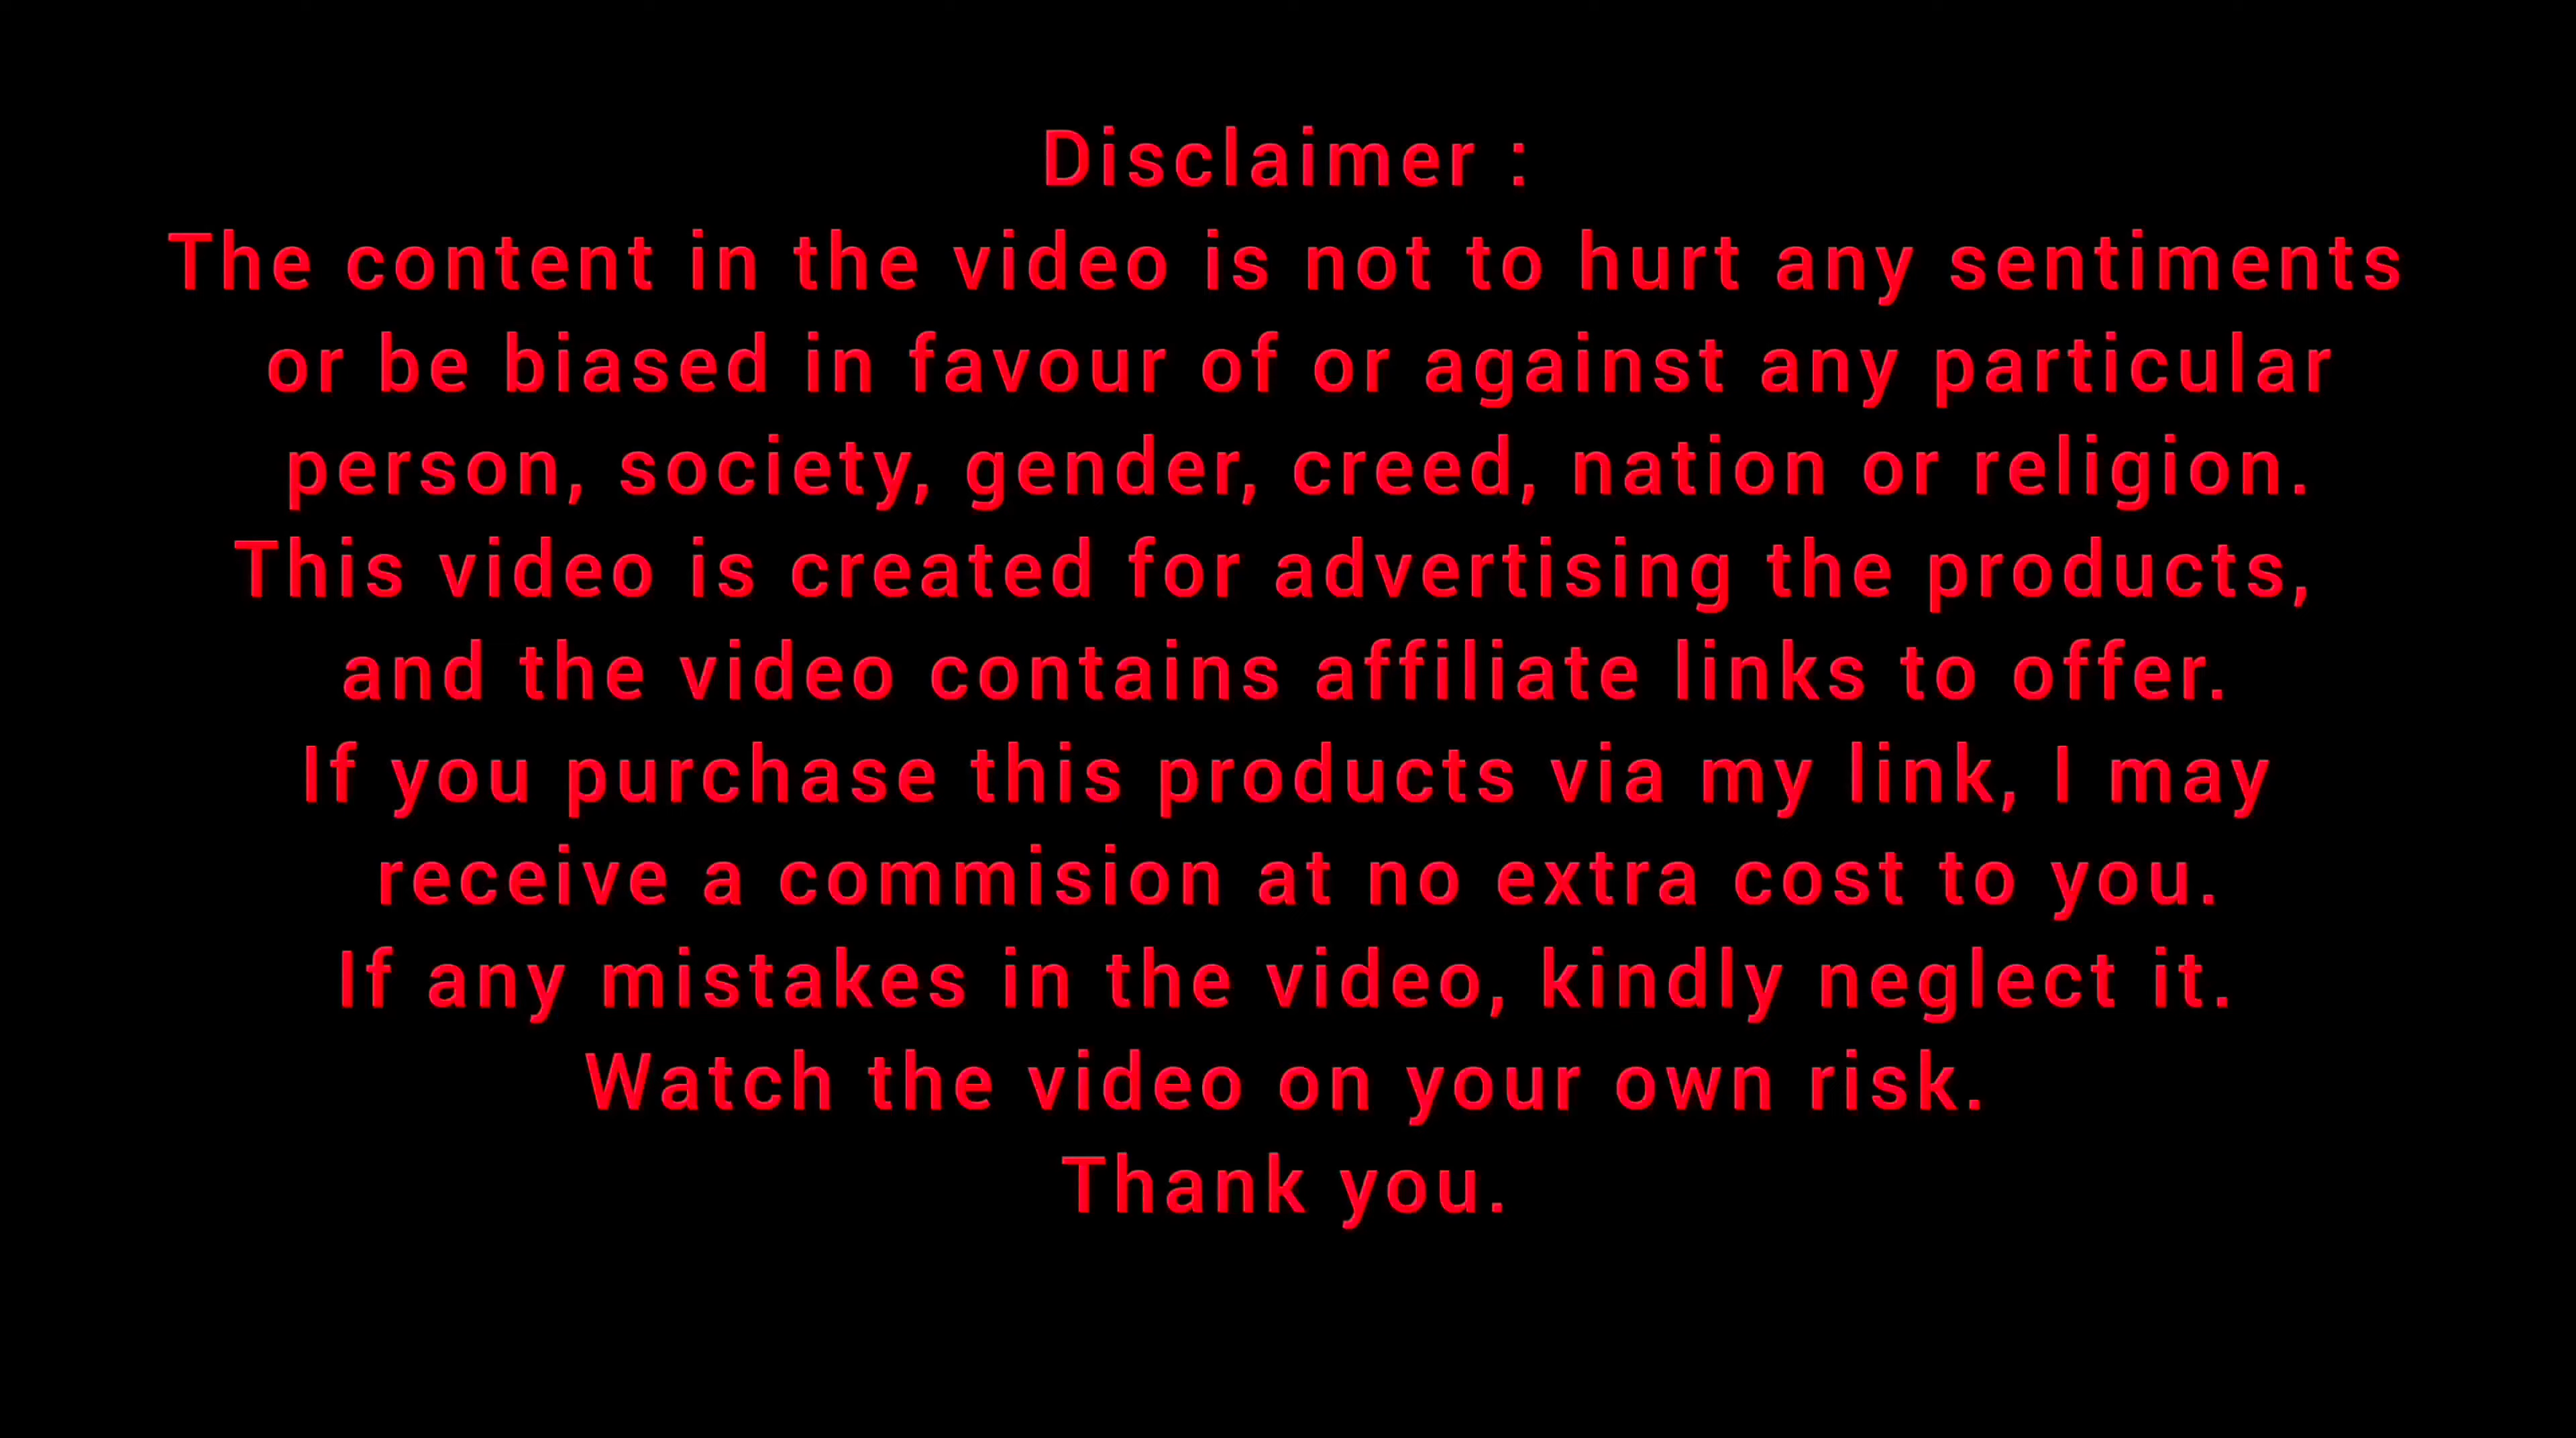 Disclaimer :
The content in the video is not to hurt any sentiments
or be biased in favour of or against any particular
person, society, gender, creed, nation or religion.
This video is created for advertising the products,
and the video contains affiliate links to offer.
If you purchase this products via my link, I may
receive a commision at no extra cost to you.
If any mistakes in the video, kindly neglect it.
Watch the video on your own risk.
Thank you.